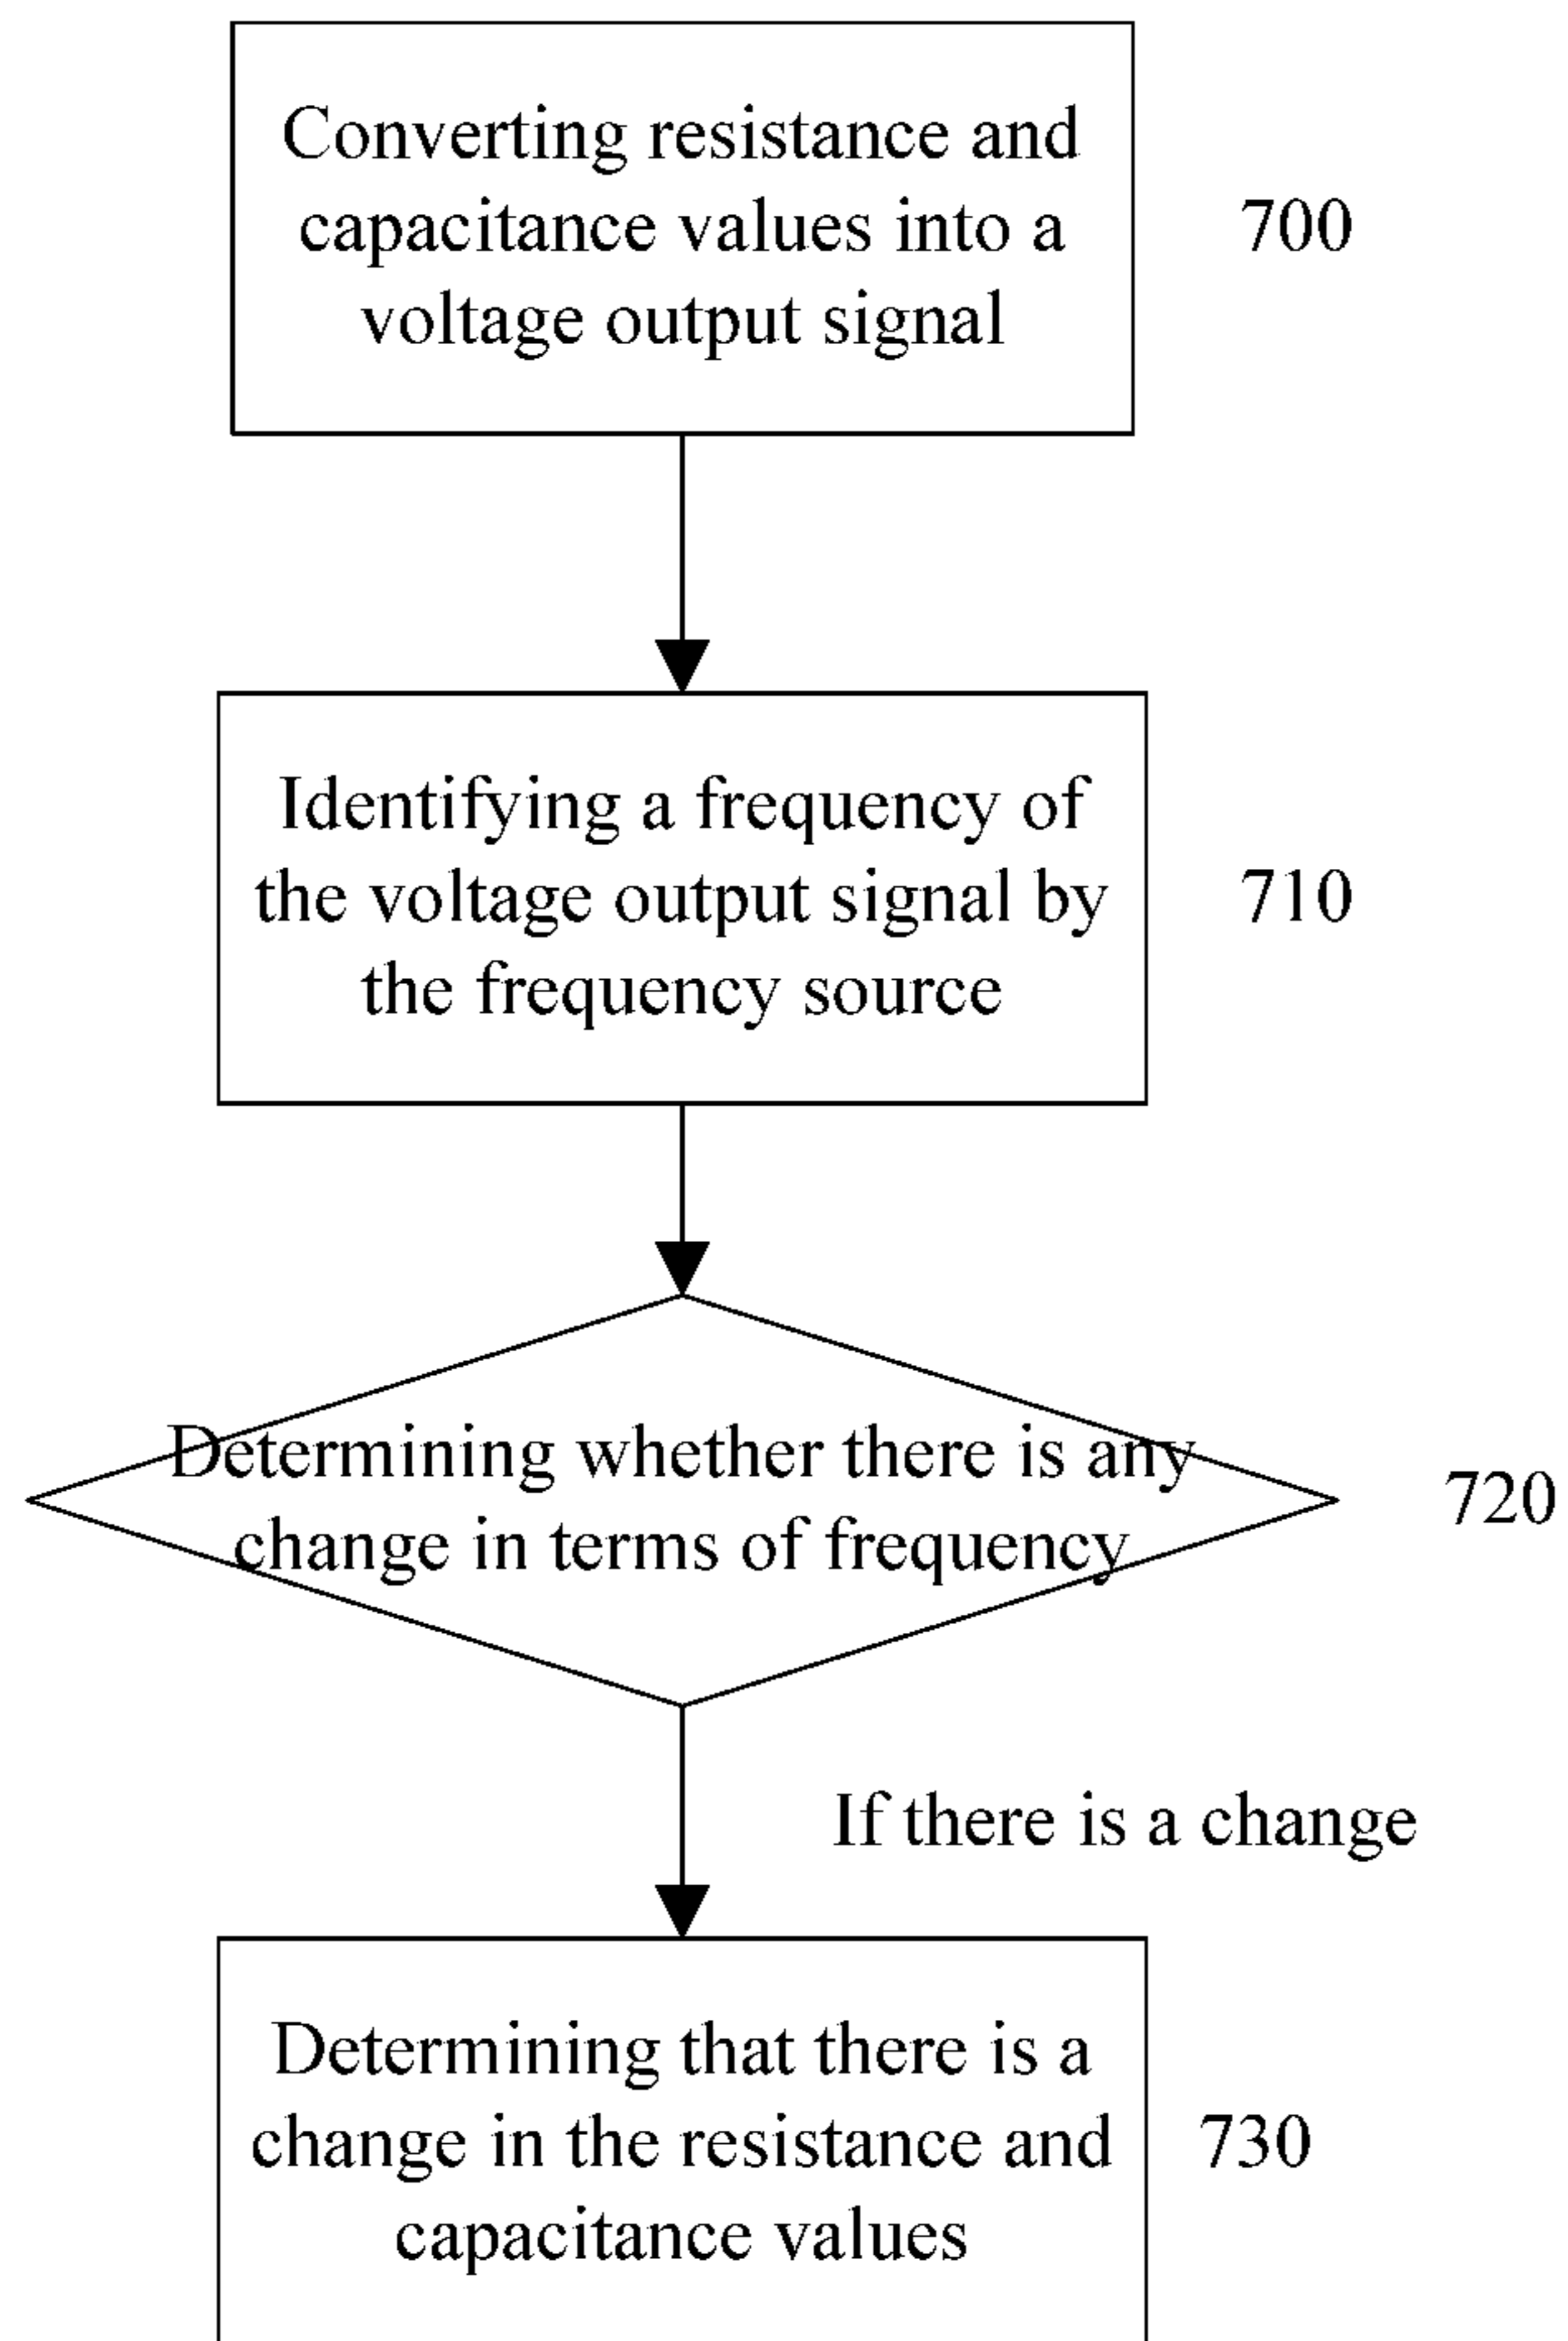 Converting resistance and
capacitance values into a
voltage output signal
700
Identifying a frequency of
the voltage output signal by
the frequency source
710
Determining whether there is any
change in terms of frequency
720
If there is a change
Determining that there is a
change in the resistance and
capacitance values
730